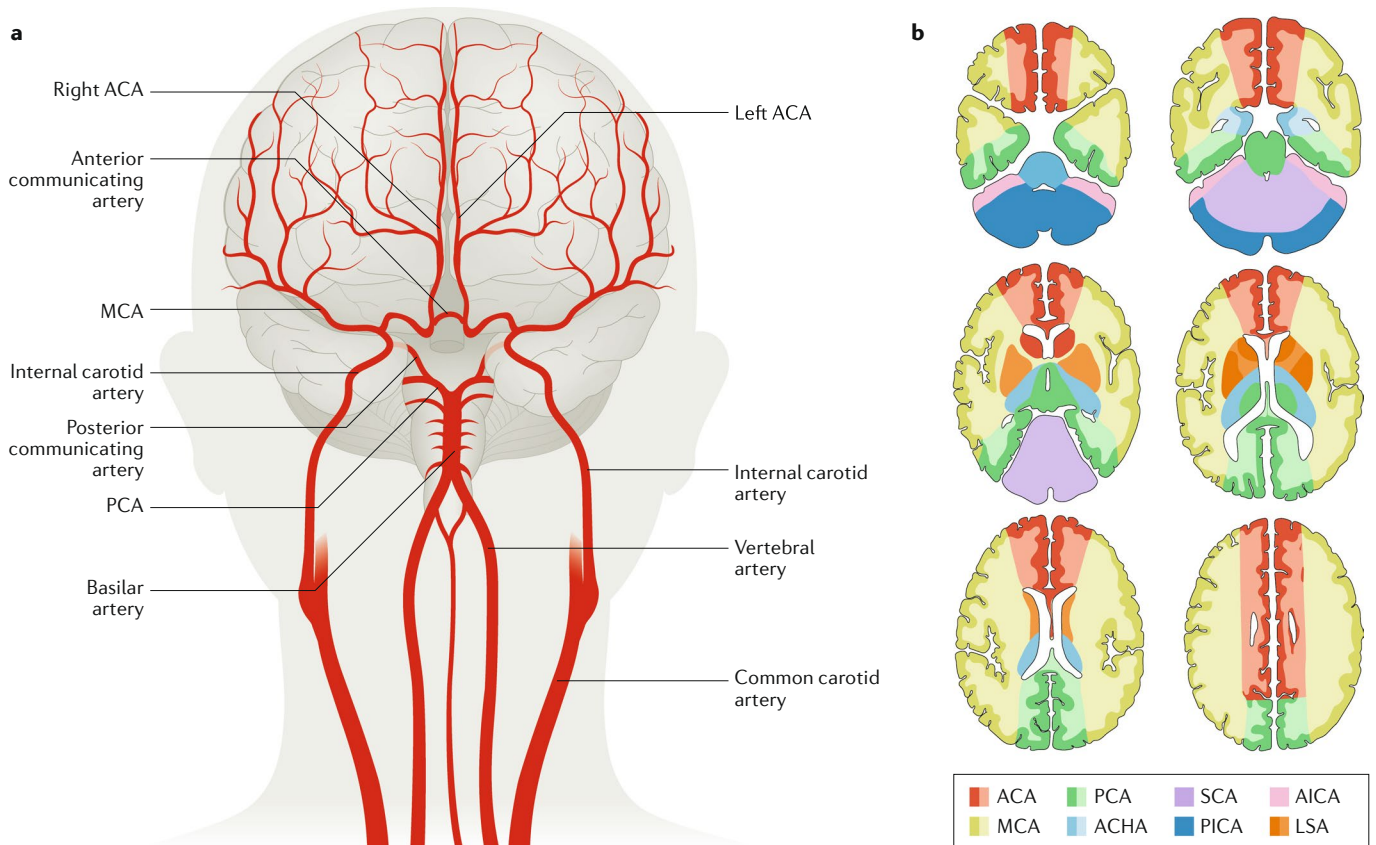 a
Right ACA
Anterior
communicating
artery
MCA
Internal carotid
artery
Posterior
communicating
artery
PCA
Basilar
artery
Left ACA
Internal carotid
artery
Vertebral
artery
Common carotid
artery
b
ACA PCA SCA AICA
MCA ACHA PICA LSA